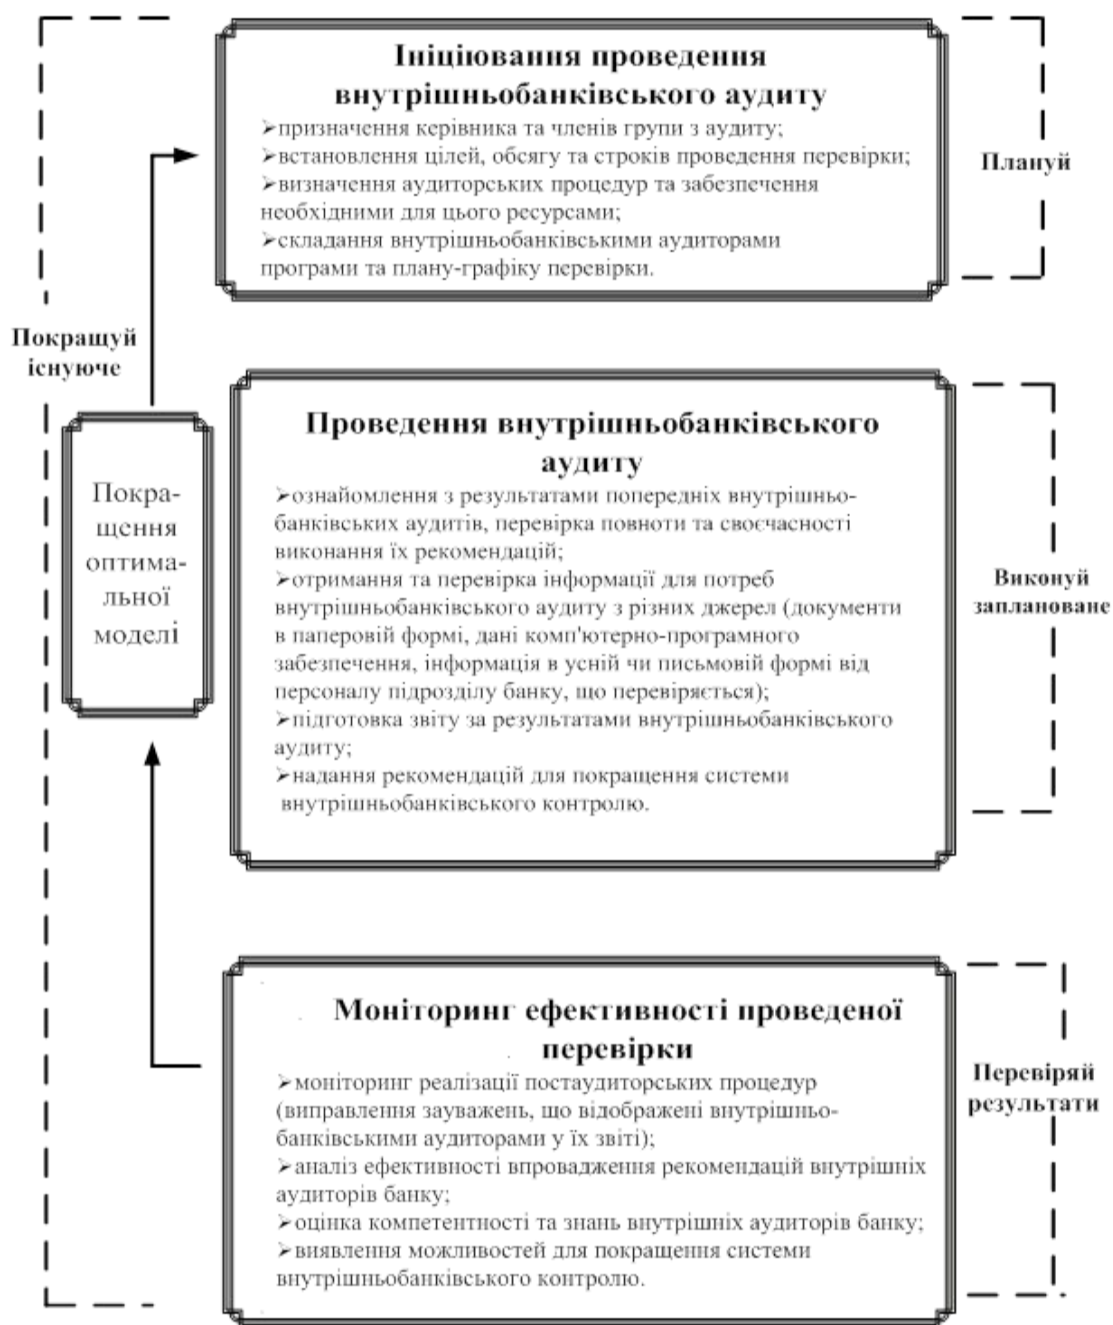 Ініціювання проведення
внутрішньобанківського аудиту
➢призначення керівника та членів групи з аудиту;
➢встановлення цілей, обсягу та строків проведення перевірки;
➢визначення аудиторських процедур та забезпечення
необхідними для цього ресурсами;
➢складання внутрішньобанківськими аудиторами
програми та плану-графіку перевірки.
Плануй
Покращуй
існуюче
Покра-
щення
оптима-
льної
моделі
Проведення внутрішньобанківського
аудиту
➢ознайомлення з результатами попередніх внутрішньо-
банківських аудитів, перевірка повноти та своєчасності
виконання їх рекомендацій;
➢отримання та перевірка інформації для потреб
внутрішньобанківського аудиту з різних джерел (документи
в паперовій формі, дані комп'ютерно-програмного
забезпечення, інформація в усній чи письмовій формі від
персоналу підрозділу банку, що перевіряється);
➢підготовка звіту за результатами внутрішньобанківського
аудиту;
➢надання рекомендацій для покращення системи
внутрішньобанківського контролю.
Виконуй
заплановане
Моніторинг ефективності проведеної
перевірки
➢моніторинг реалізації постаудиторських процедур
(виправлення зауважень, що відображені внутрішньо-
банківськими аудиторами у їх звіті);
➢аналіз ефективності впровадження рекомендацій внутрішніх
аудиторів банку;
➢оцінка компетентності та знань внутрішніх аудиторів банку;
➢виявлення можливостей для покращення системи
внутрішньобанківського контролю.
Перевіряй
результати